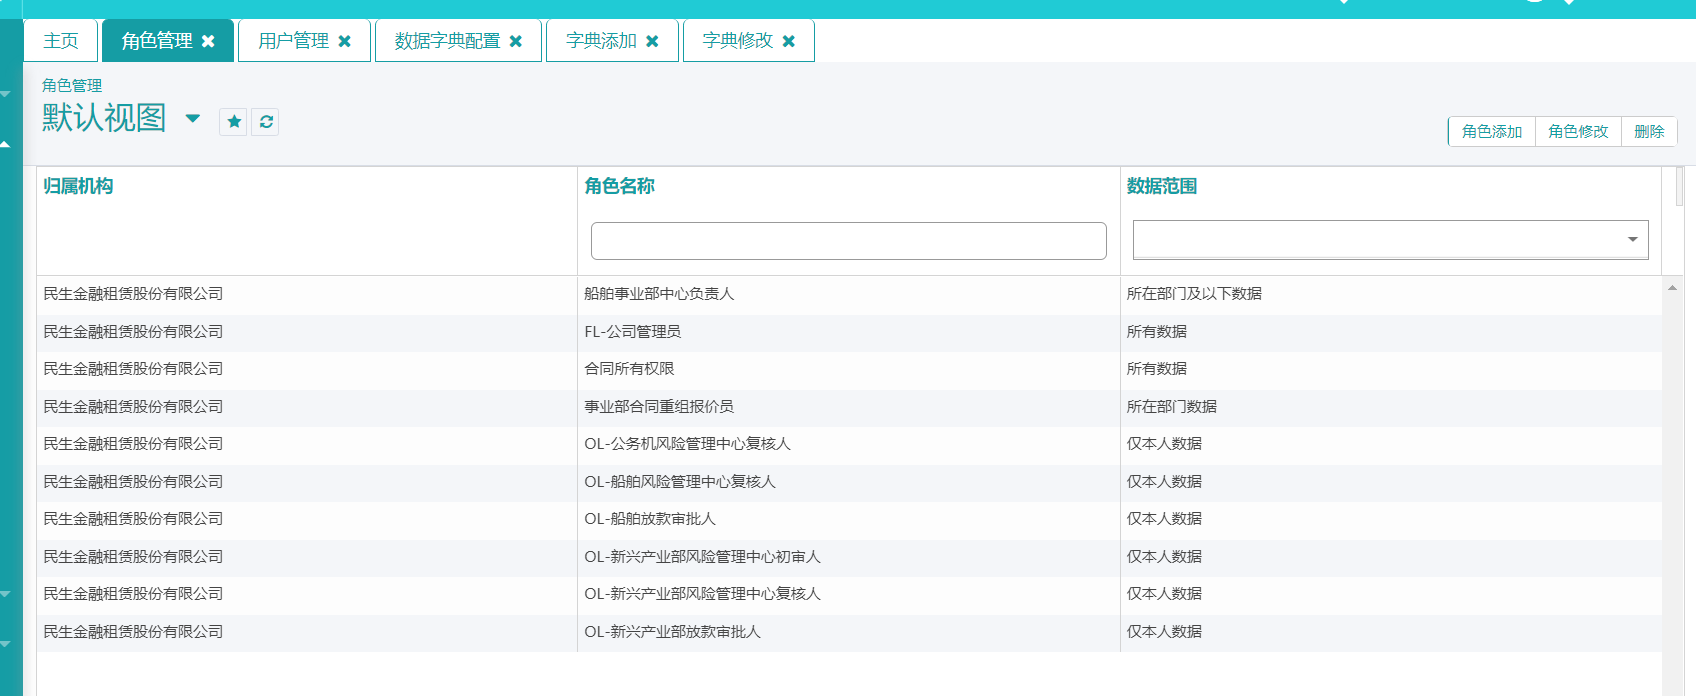 主页 角色管理 用户管理 数据字典配置 字典添加 字典修改
角色管理
默认视图
角色添加 角色修改 删除
归属机构 角色名称 数据范围
民生金融租赁股份有限公司 船舶事业部中心负责人 所在部门及以下数据
民生金融租赁股份有限公司 FL-公司管理员 所有数据
民生金融租赁股份有限公司 合同所有权限 所有数据
民生金融租赁股份有限公司 事业部合同重组报价员 所在部门数据
民生金融租赁股份有限公司 OL-公务机风险管理中心复核人 仅本人数据
民生金融租赁股份有限公司 OL-船舶风险管理中心复核人 仅本人数据
民生金融租赁股份有限公司 OL-船舶放款审批人 仅本人数据
民生金融租赁股份有限公司 OL-新兴产业部风险管理中心初审人 仅本人数据
民生金融租赁股份有限公司 OL-新兴产业部风险管理中心复核人 仅本人数据
民生金融租赁股份有限公司 OL-新兴产业部放款审批人 仅本人数据